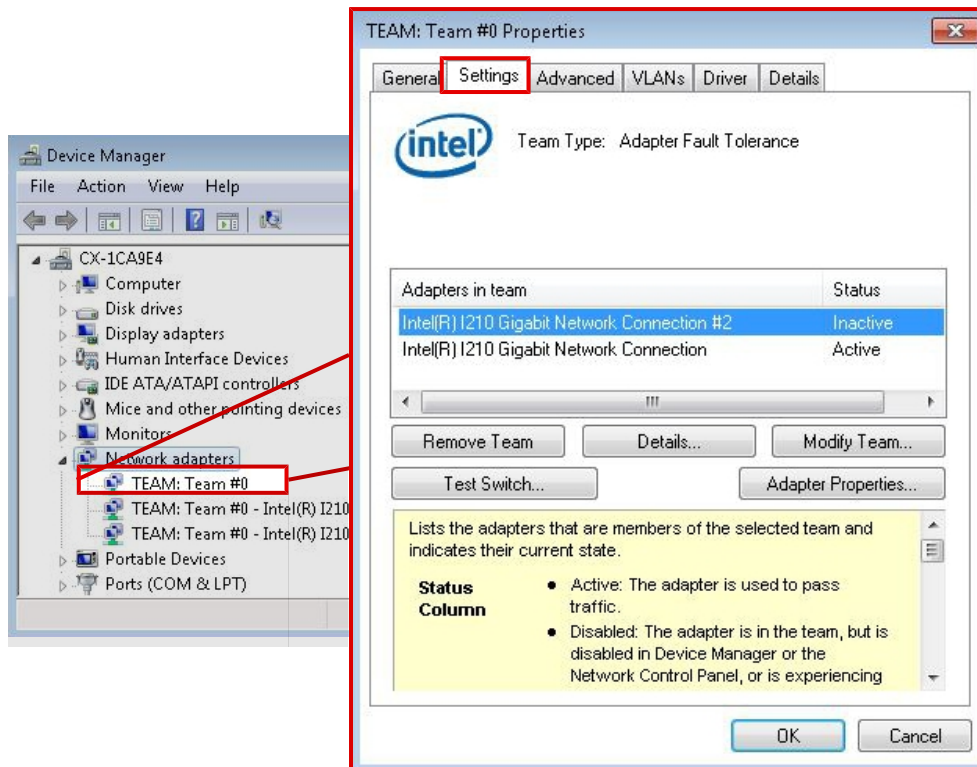 Device Manager
File Action View Help
CX-1CA9E4
Computer
Disk drives
Display adapters
Human Interface Devices
IDE ATA/ATAPI controllers
Mice and other pointing devices
Monitors
Network adapters
TEAM: Team #0
TEAM: Team #0 - Intel(R) I210
TEAM: Team #0 - Intel(R) I210
Portable Devices
Ports (COM & LPT)
TEAM: Team #0 Properties
General Settings Advanced VLANs Driver Details
intel
Team Type: Adapter Fault Tolerance
Adapters in team Status
Intel(R) I210 Gigabit Network Connection #2 Inactive
Intel(R) I210 Gigabit Network Connection Active
Remove Team Details... Modify Team...
Test Switch... Adapter Properties...
Lists the adapters that are members of the selected team and
indicates their current state.
Status • Active: The adapter is used to pass
Column traffic.
• Disabled: The adapter is in the team, but is
disabled in Device Manager or the
Network Control Panel, or is experiencing
OK Cancel